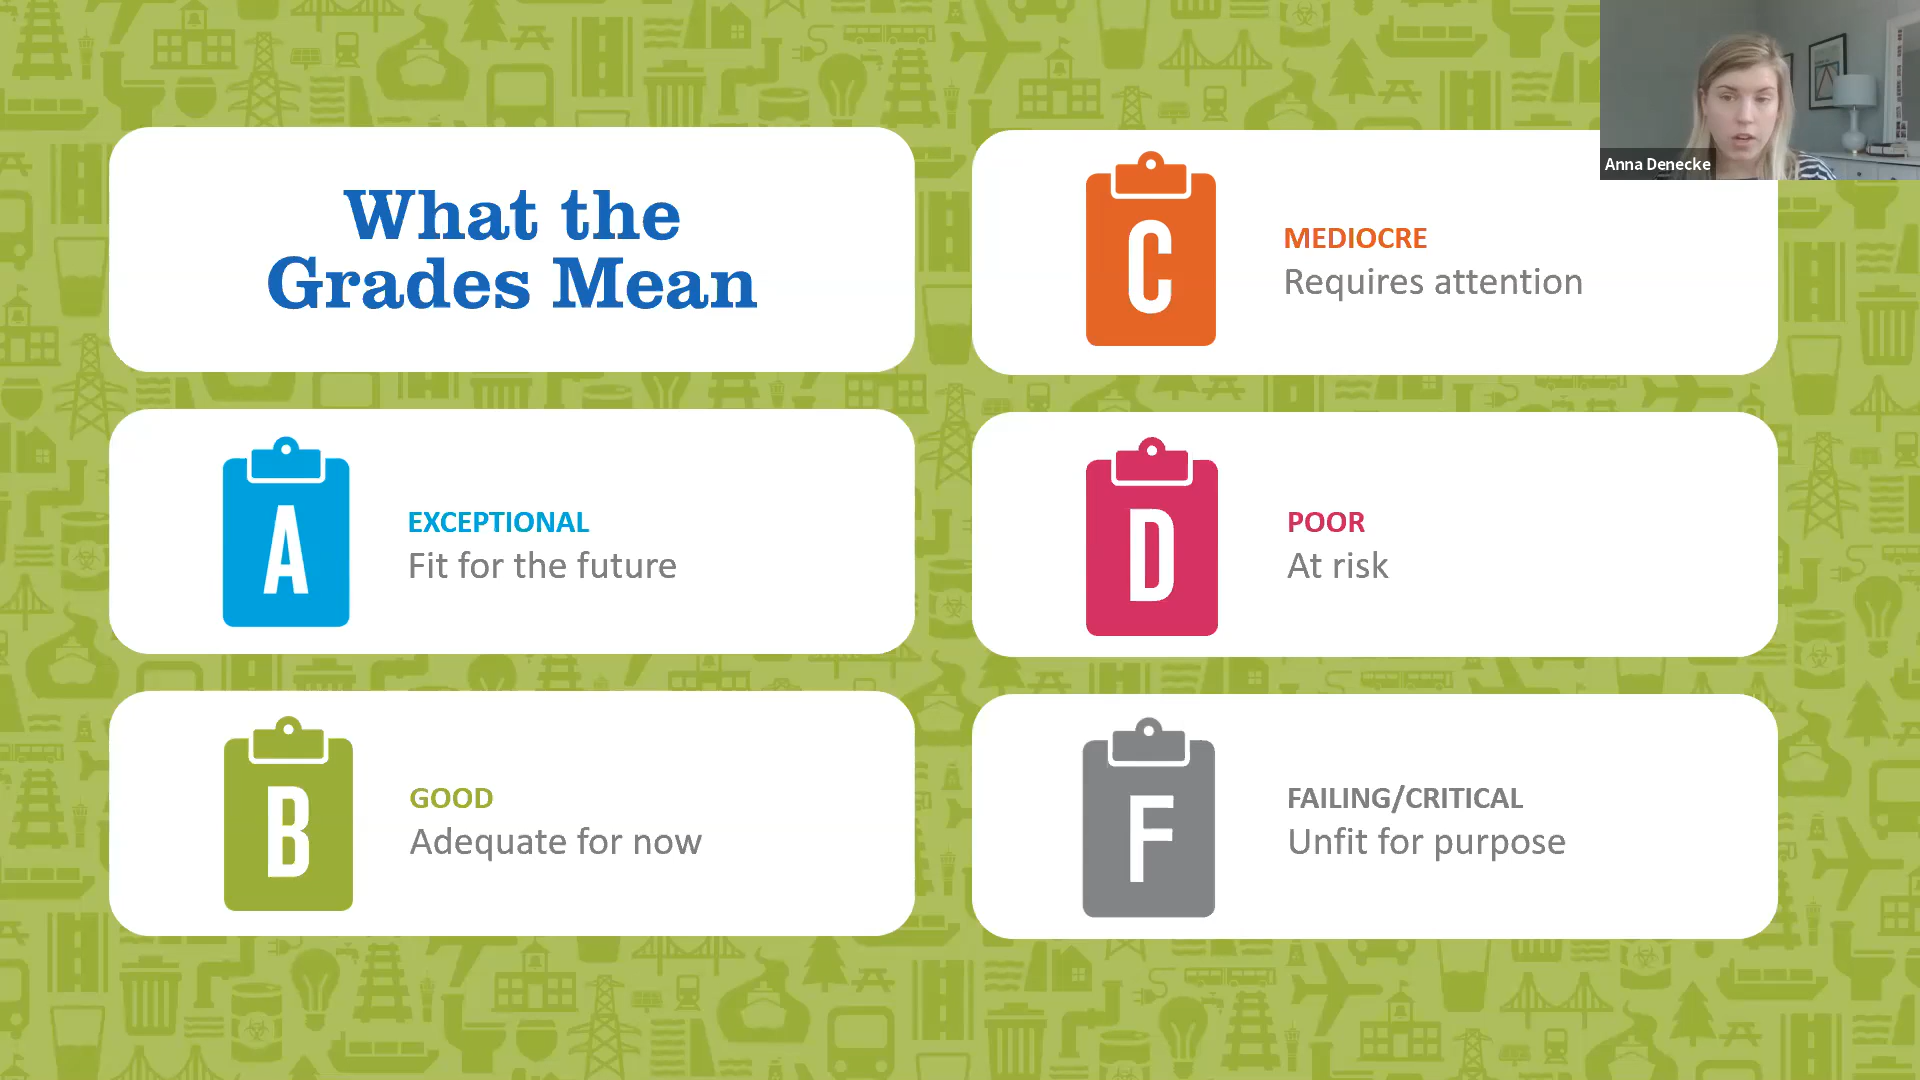 What the
Grades Mean
A
EXCEPTIONAL
Fit for the future
B
GOOD
Adequate for now
C
MEDIOCRE
Requires attention
D
POOR
At risk
F
FAILING/CRITICAL
Unfit for purpose
Anna Denecke